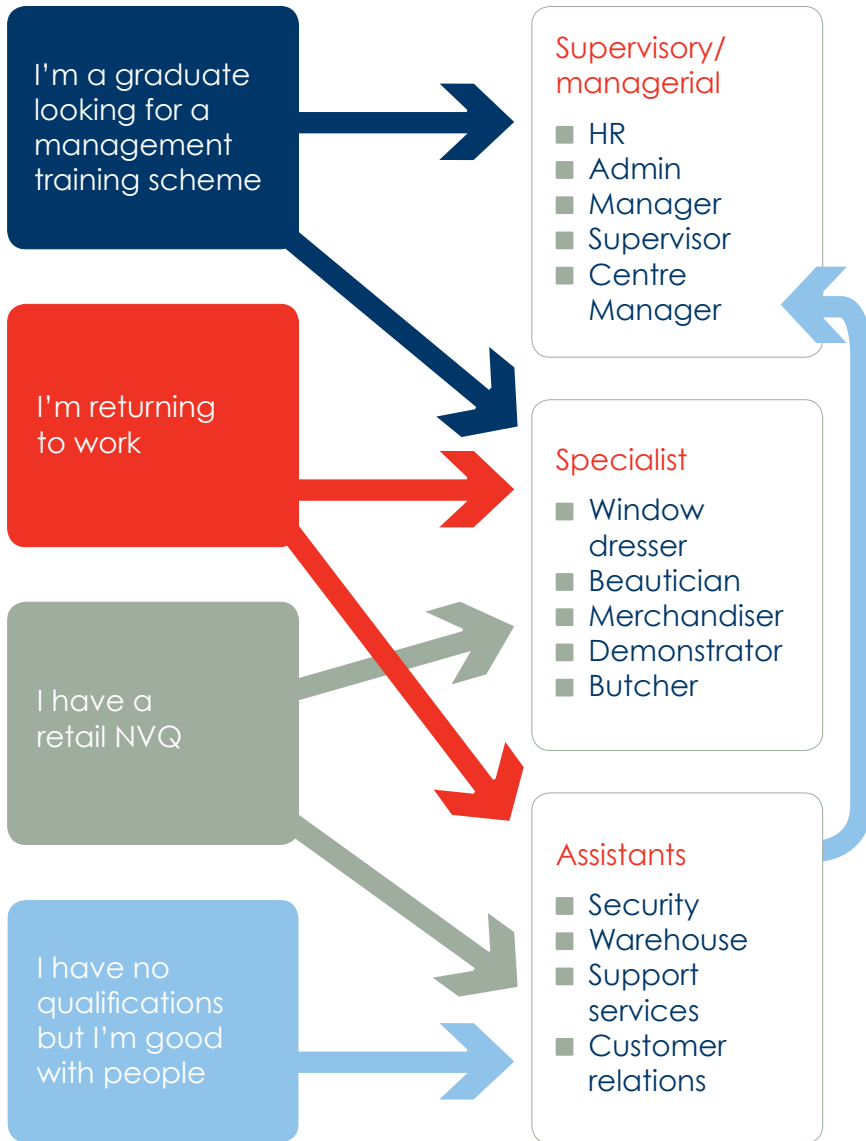 I'm a graduate
looking for a
management
training scheme
I'm returning
to work
I have a
retail NVQ
I have no
qualifications
but I'm good
with people
Supervisory/
managerial
HR
Admin
Manager
Supervisor
Centre
Manager
Specialist
Window
dresser
Beautician
Merchandiser
Demonstrator
Butcher
Assistants
Security
Warehouse
Support
services
Customer
relations